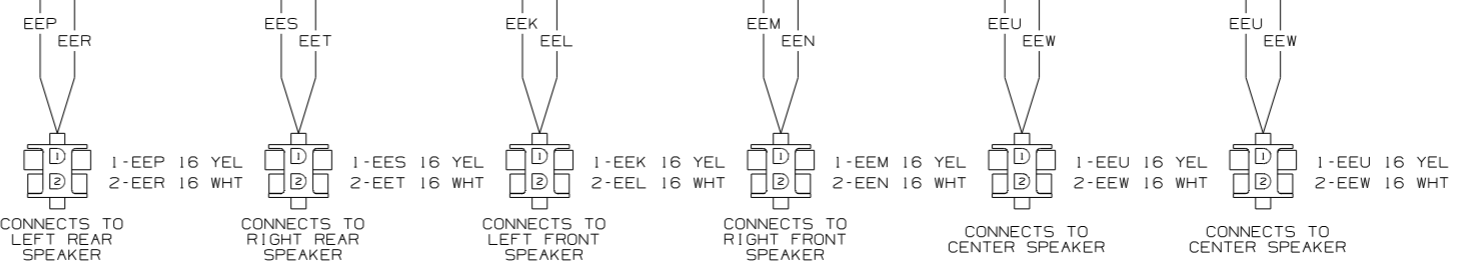 EEP
EER
EES
EET
EEK
EEL
EEM
EEN
EEU
EEW
EEU
EEW
1
2
1-EEP 16 YEL
2-EER 16 WHT
1
2
1-EES 16 YEL
2-EET 16 WHT
1
2
1-EEK 16 YEL
2-EEL 16 WHT
1
2
1-EEM 16 YEL
2-EEN 16 WHT
1
2
1-EEU 16 YEL
2-EEW 16 WHT
1
2
1-EEU 16 YEL
2-EEW 16 WHT
CONNECTS TO
LEFT REAR
SPEAKER
CONNECTS TO
RIGHT REAR
SPEAKER
CONNECTS TO
LEFT FRONT
SPEAKER
CONNECTS TO
RIGHT FRONT
SPEAKER
CONNECTS TO
CENTER SPEAKER
CONNECTS TO
CENTER SPEAKER